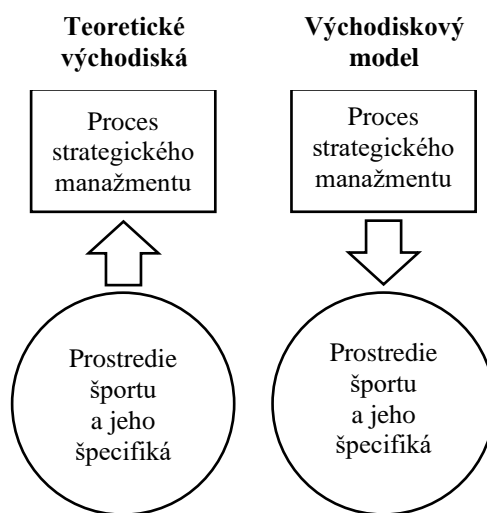 Teoretické
východiská
Proces
strategického
manažmentu
Prostredie
športu
a jeho
špecifiká
Východiskový
model
Proces
strategického
manažmentu
Prostredie
športu
a jeho
špecifiká